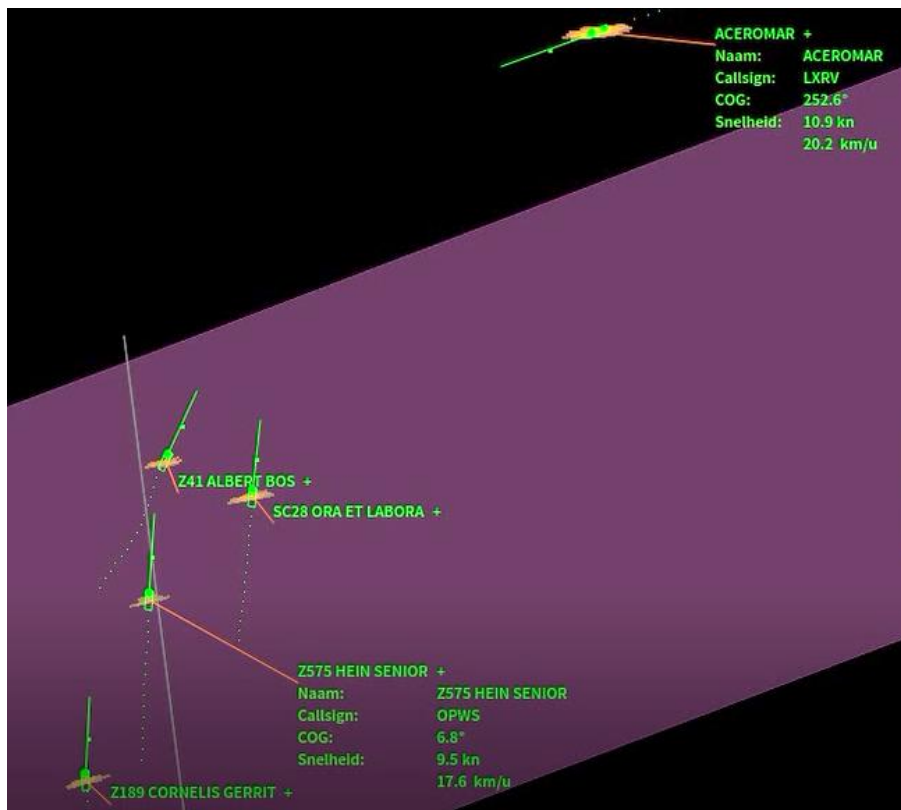 ACEROMAR +
Naam: ACEROMAR
Callsign: LXRV
COG: 252.6°
Snelheid: 10.9 kn
20.2 km/u
Z41 ALBERT BOS +
SC28 ORA ET LABORA +
Z575 HEIN SENIOR +
Naam: Z575 HEIN SENIOR
Callsign: OPWS
COG: 6.8°
Snelheid: 9.5 kn
17.6 km/u
Z189 CORNELIS GERRIT +